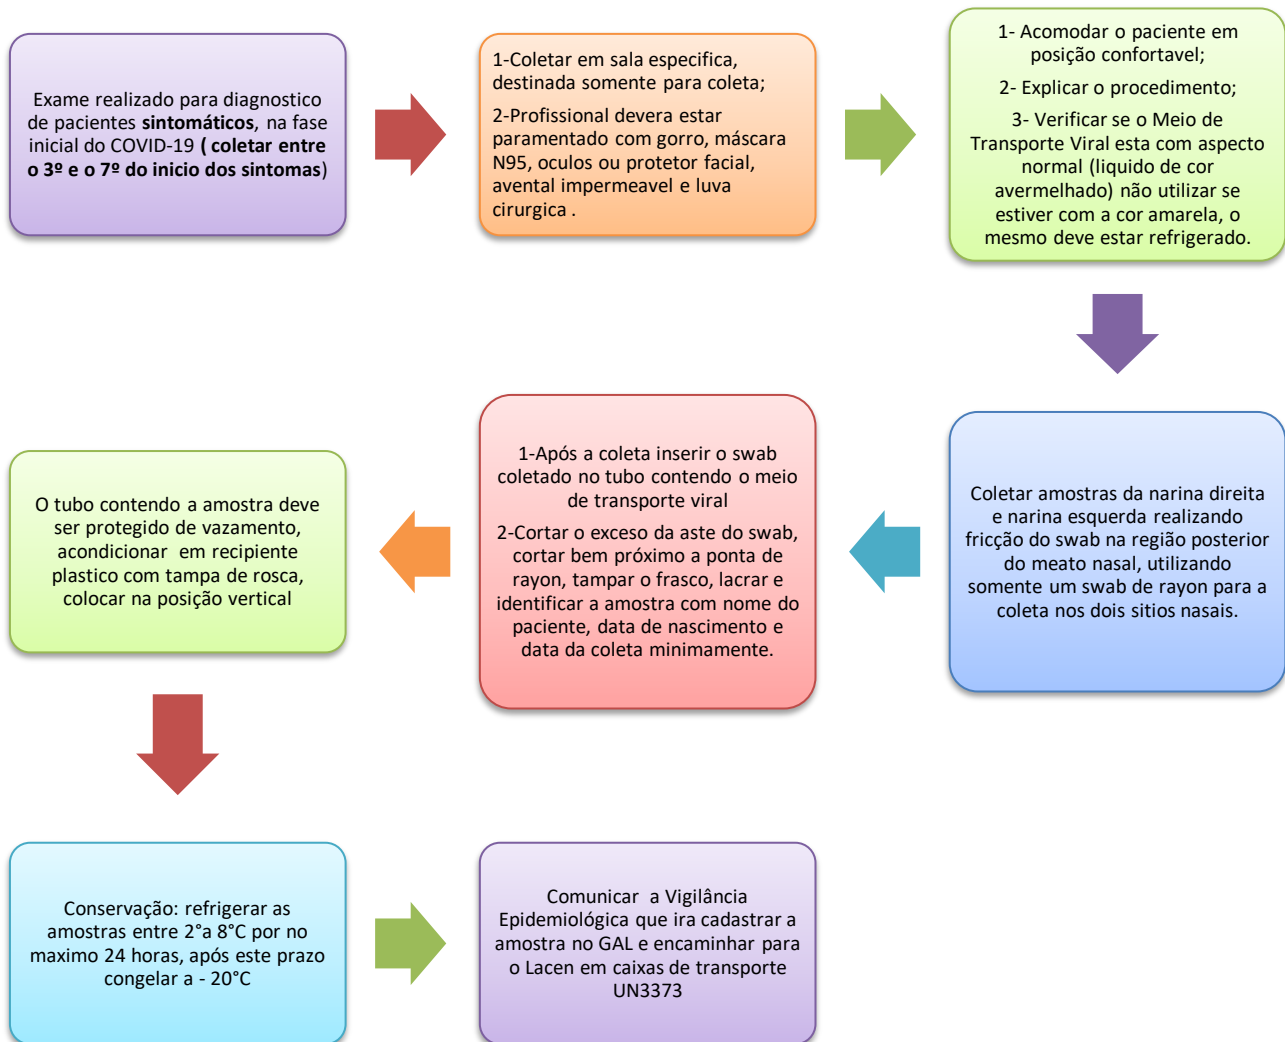 Exame realizado para diagnostico
de pacientes sintomáticos, na fase
inicial do COVID-19 ( coletar entre
o 3º e o 7º do inicio dos sintomas)
1-Coletar em sala especifica,
destinada somente para coleta;
2-Profissional devera estar
paramentado com gorro, máscara
N95, oculos ou protetor facial,
avental impermeavel e luva
cirurgica .
1- Acomodar o paciente em
posição confortavel;
2- Explicar o procedimento;
3- Verificar se o Meio de
Transporte Viral esta com aspecto
normal (liquido de cor
avermelhado) não utilizar se
estiver com a cor amarela, o
mesmo deve estar refrigerado.
Coletar amostras da narina direita
e narina esquerda realizando
fricção do swab na região posterior
do meato nasal, utilizando
somente um swab de rayon para a
coleta nos dois sitios nasais.
1-Após a coleta inserir o swab
coletado no tubo contendo o meio
de transporte viral
2-Cortar o exceso da aste do swab,
cortar bem próximo a ponta de
rayon, tampar o frasco, lacrar e
identificar a amostra com nome do
paciente, data de nascimento e
data da coleta minimamente.
O tubo contendo a amostra deve
ser protegido de vazamento,
acondicionar em recipiente
plastico com tampa de rosca,
colocar na posição vertical
Conservação: refrigerar as
amostras entre 2°a 8°C por no
maximo 24 horas, após este prazo
congelar a - 20°C
Comunicar a Vigilância
Epidemiológica que ira cadastrar a
amostra no GAL e encaminhar para
o Lacen em caixas de transporte
UN3373